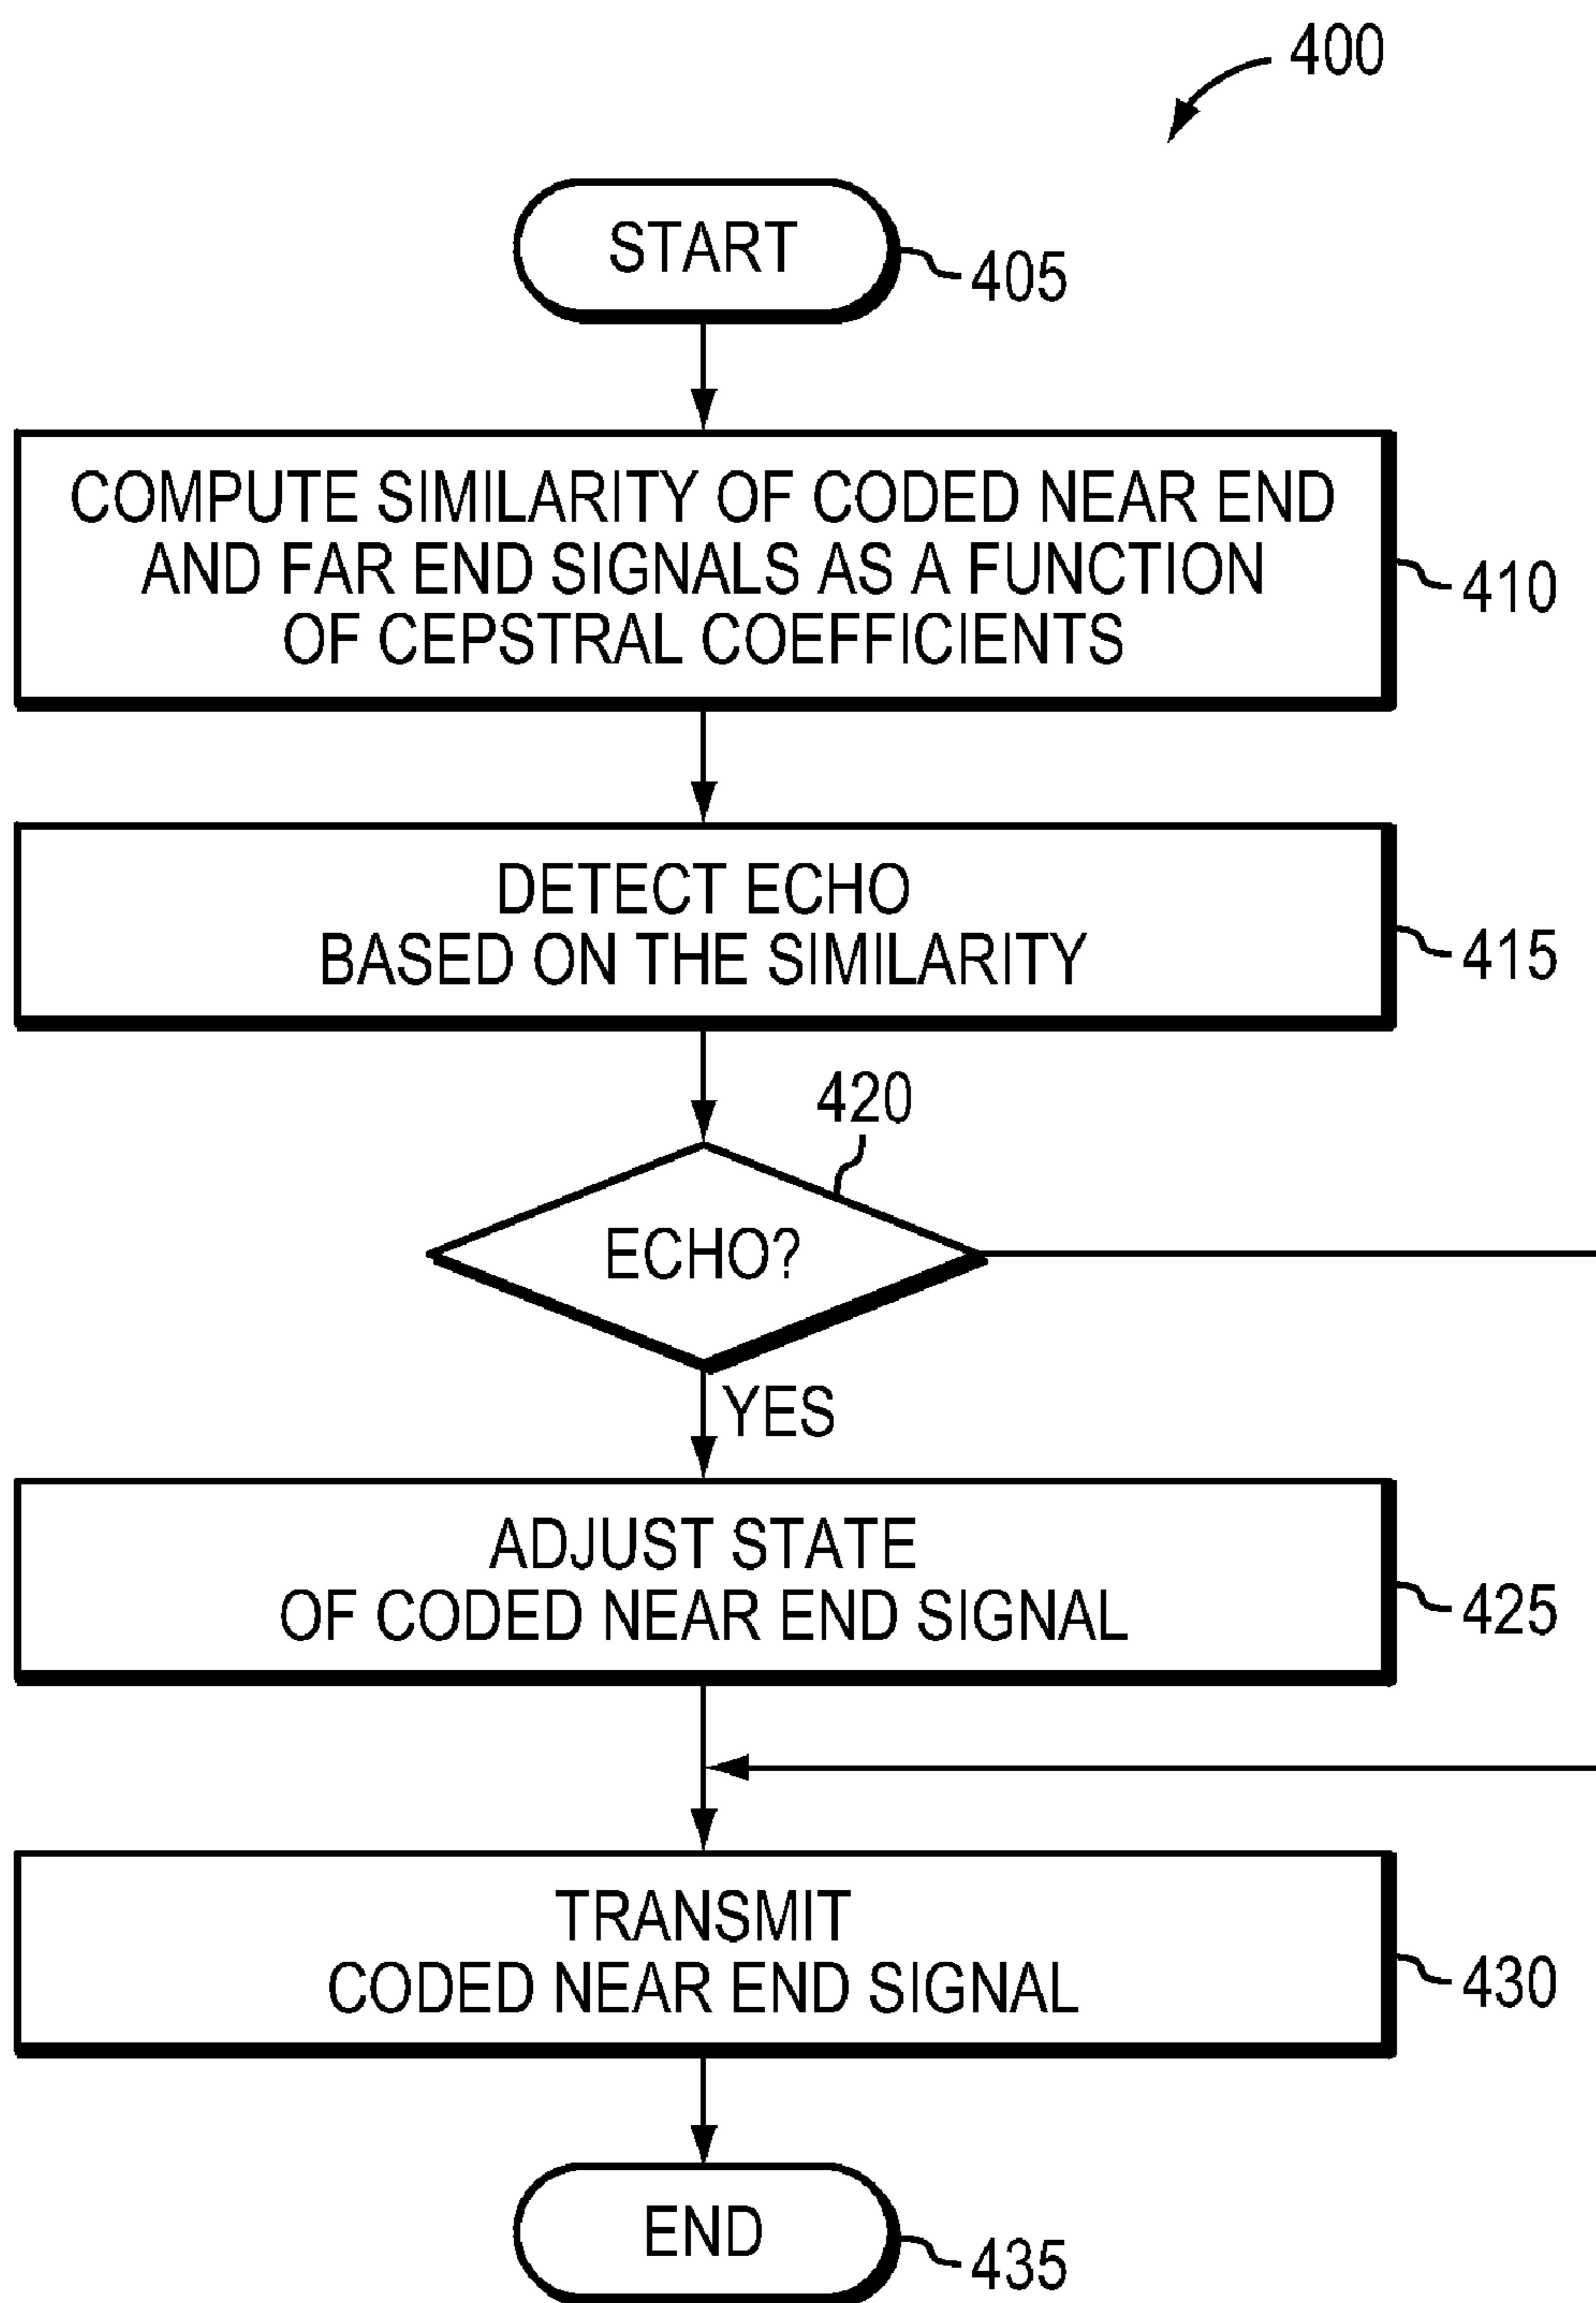 400
START
405
COMPUTE SIMILARITY OF CODED NEAR END
AND FAR END SIGNALS AS A FUNCTION
OF CEPSTRAL COEFFICIENTS
410
DETECT ECHO
BASED ON THE SIMILARITY
415
420
ECHO?
YES
ADJUST STATE
OF CODED NEAR END SIGNAL
425
TRANSMIT
CODED NEAR END SIGNAL
430
END
435